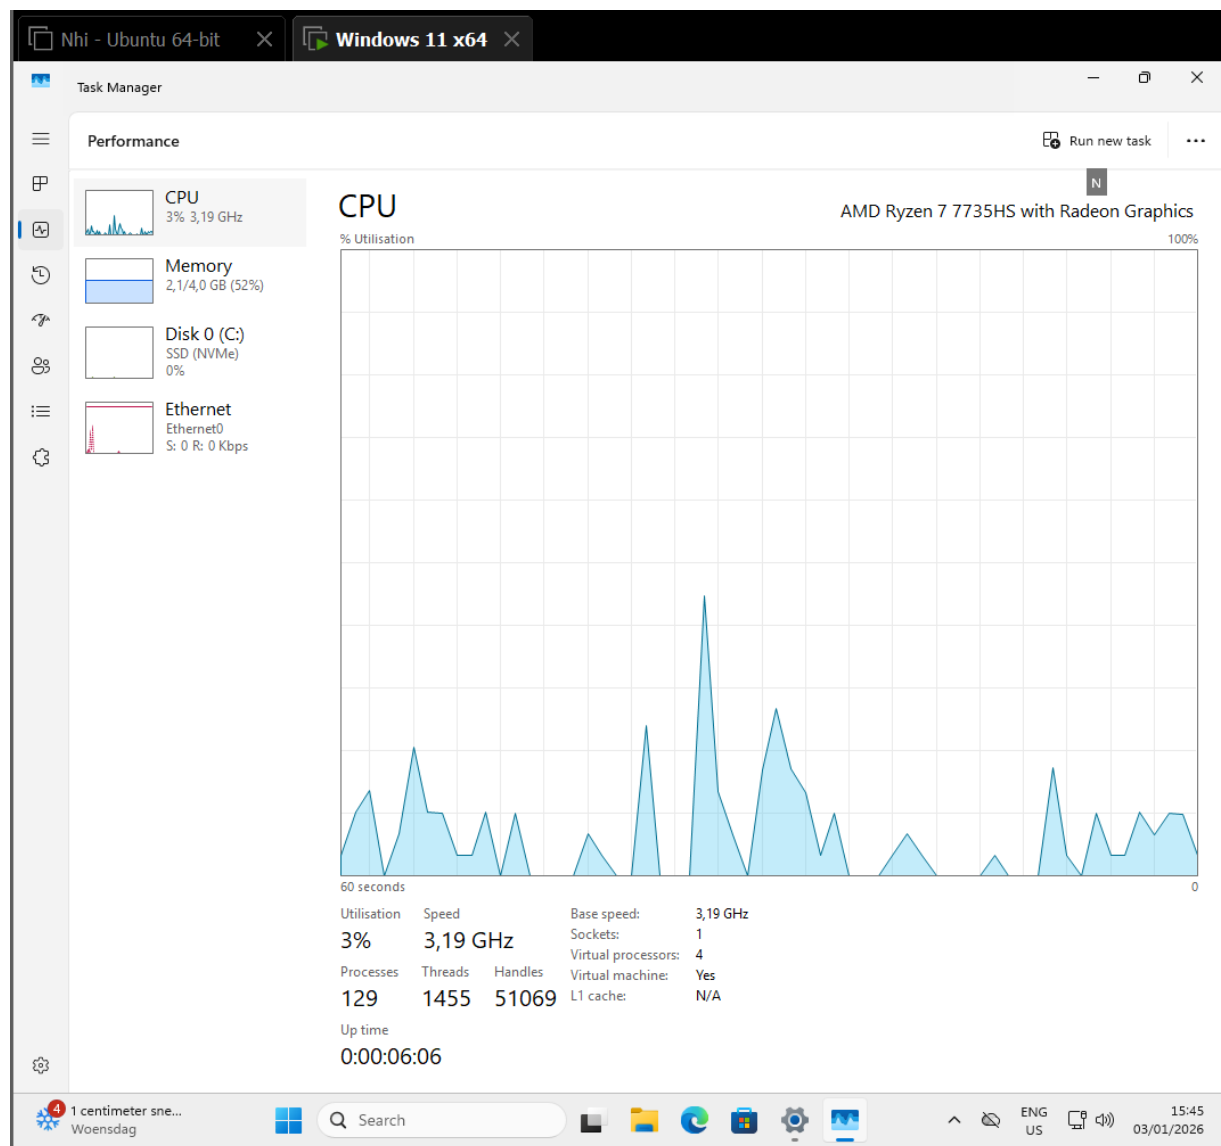 Nhi - Ubuntu 64-bit
Windows 11 x64
Task Manager
Performance
Run new task
N
CPU
3% 3,19 GHz
Memory
2,1/4,0 GB (52%)
Disk 0 (C:)
SSD (NVMe)
0%
Ethernet
Ethernet0
S: 0 R: 0 Kbps
CPU
AMD Ryzen 7 7735HS with Radeon Graphics
% Utilisation
100%
60 seconds
0
Utilisation
3%
Speed
3,19 GHz
Processes
129
Threads
1455
Handles
51069
Up time
0:00:06:06
Base speed: 3,19 GHz
Sockets: 1
Virtual processors: 4
Virtual machine: Yes
L1 cache: N/A
4
1 centimeter sne...
Woensdag
Search
ENG
US
15:45
03/01/2026